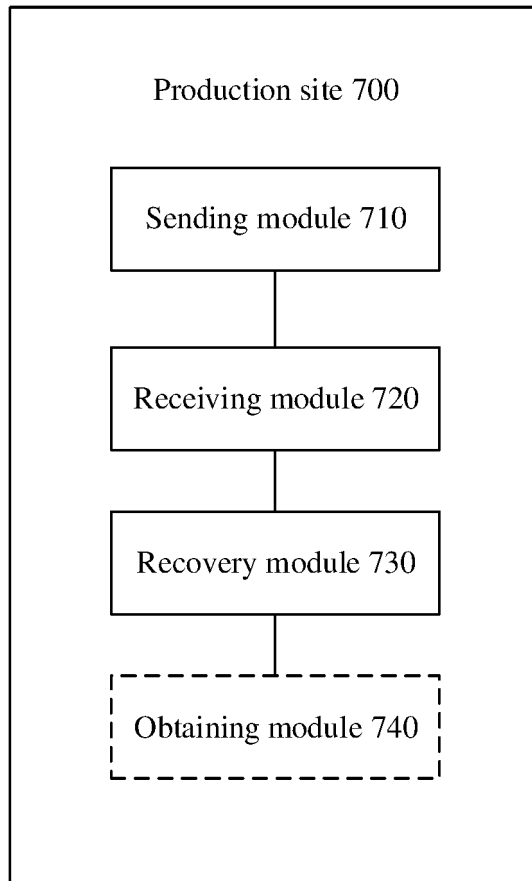 Production site 700
Sending module 710
Receiving module 720
Recovery module 730
Obtaining module 740